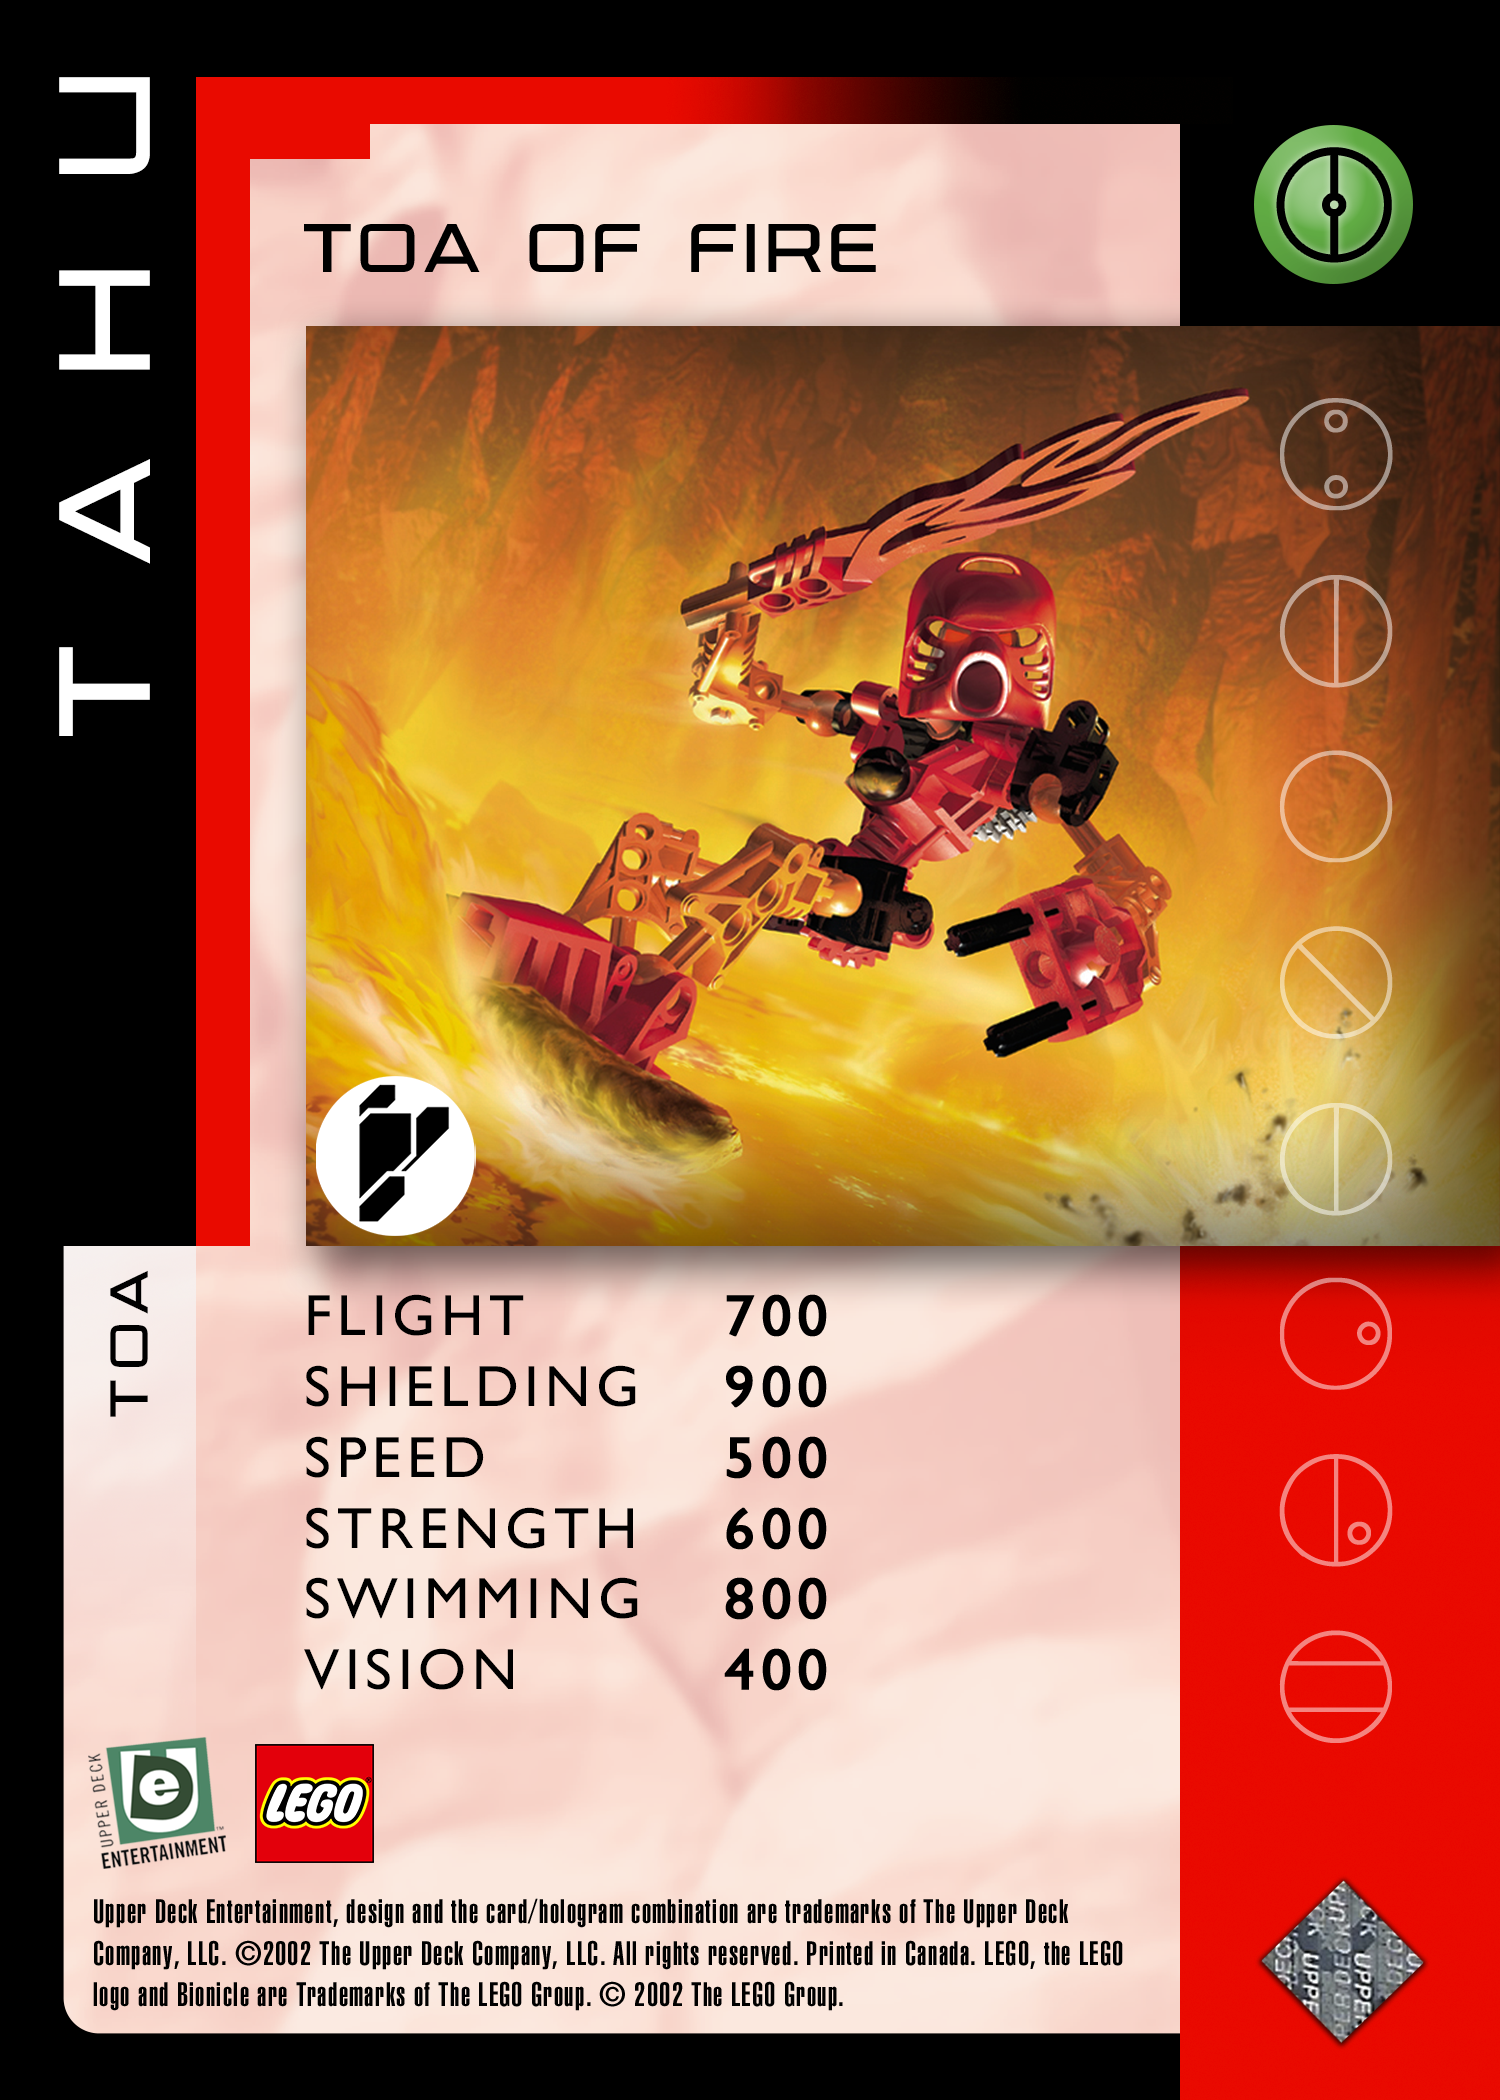 TAHU
TOA OF FIRE
TOA
FLIGHT 700
SHIELDING 900
SPEED 500
STRENGTH 600
SWIMMING 800
VISION 400
UPPER DECK
e
ENTERTAINMENT™
LEGO
Upper Deck Entertainment, design and the card/hologram combination are trademarks of The Upper Deck
Company, LLC. ©2002 The Upper Deck Company, LLC. All rights reserved. Printed in Canada. LEGO, the LEGO
logo and Bionicle are Trademarks of The LEGO Group. © 2002 The LEGO Group.